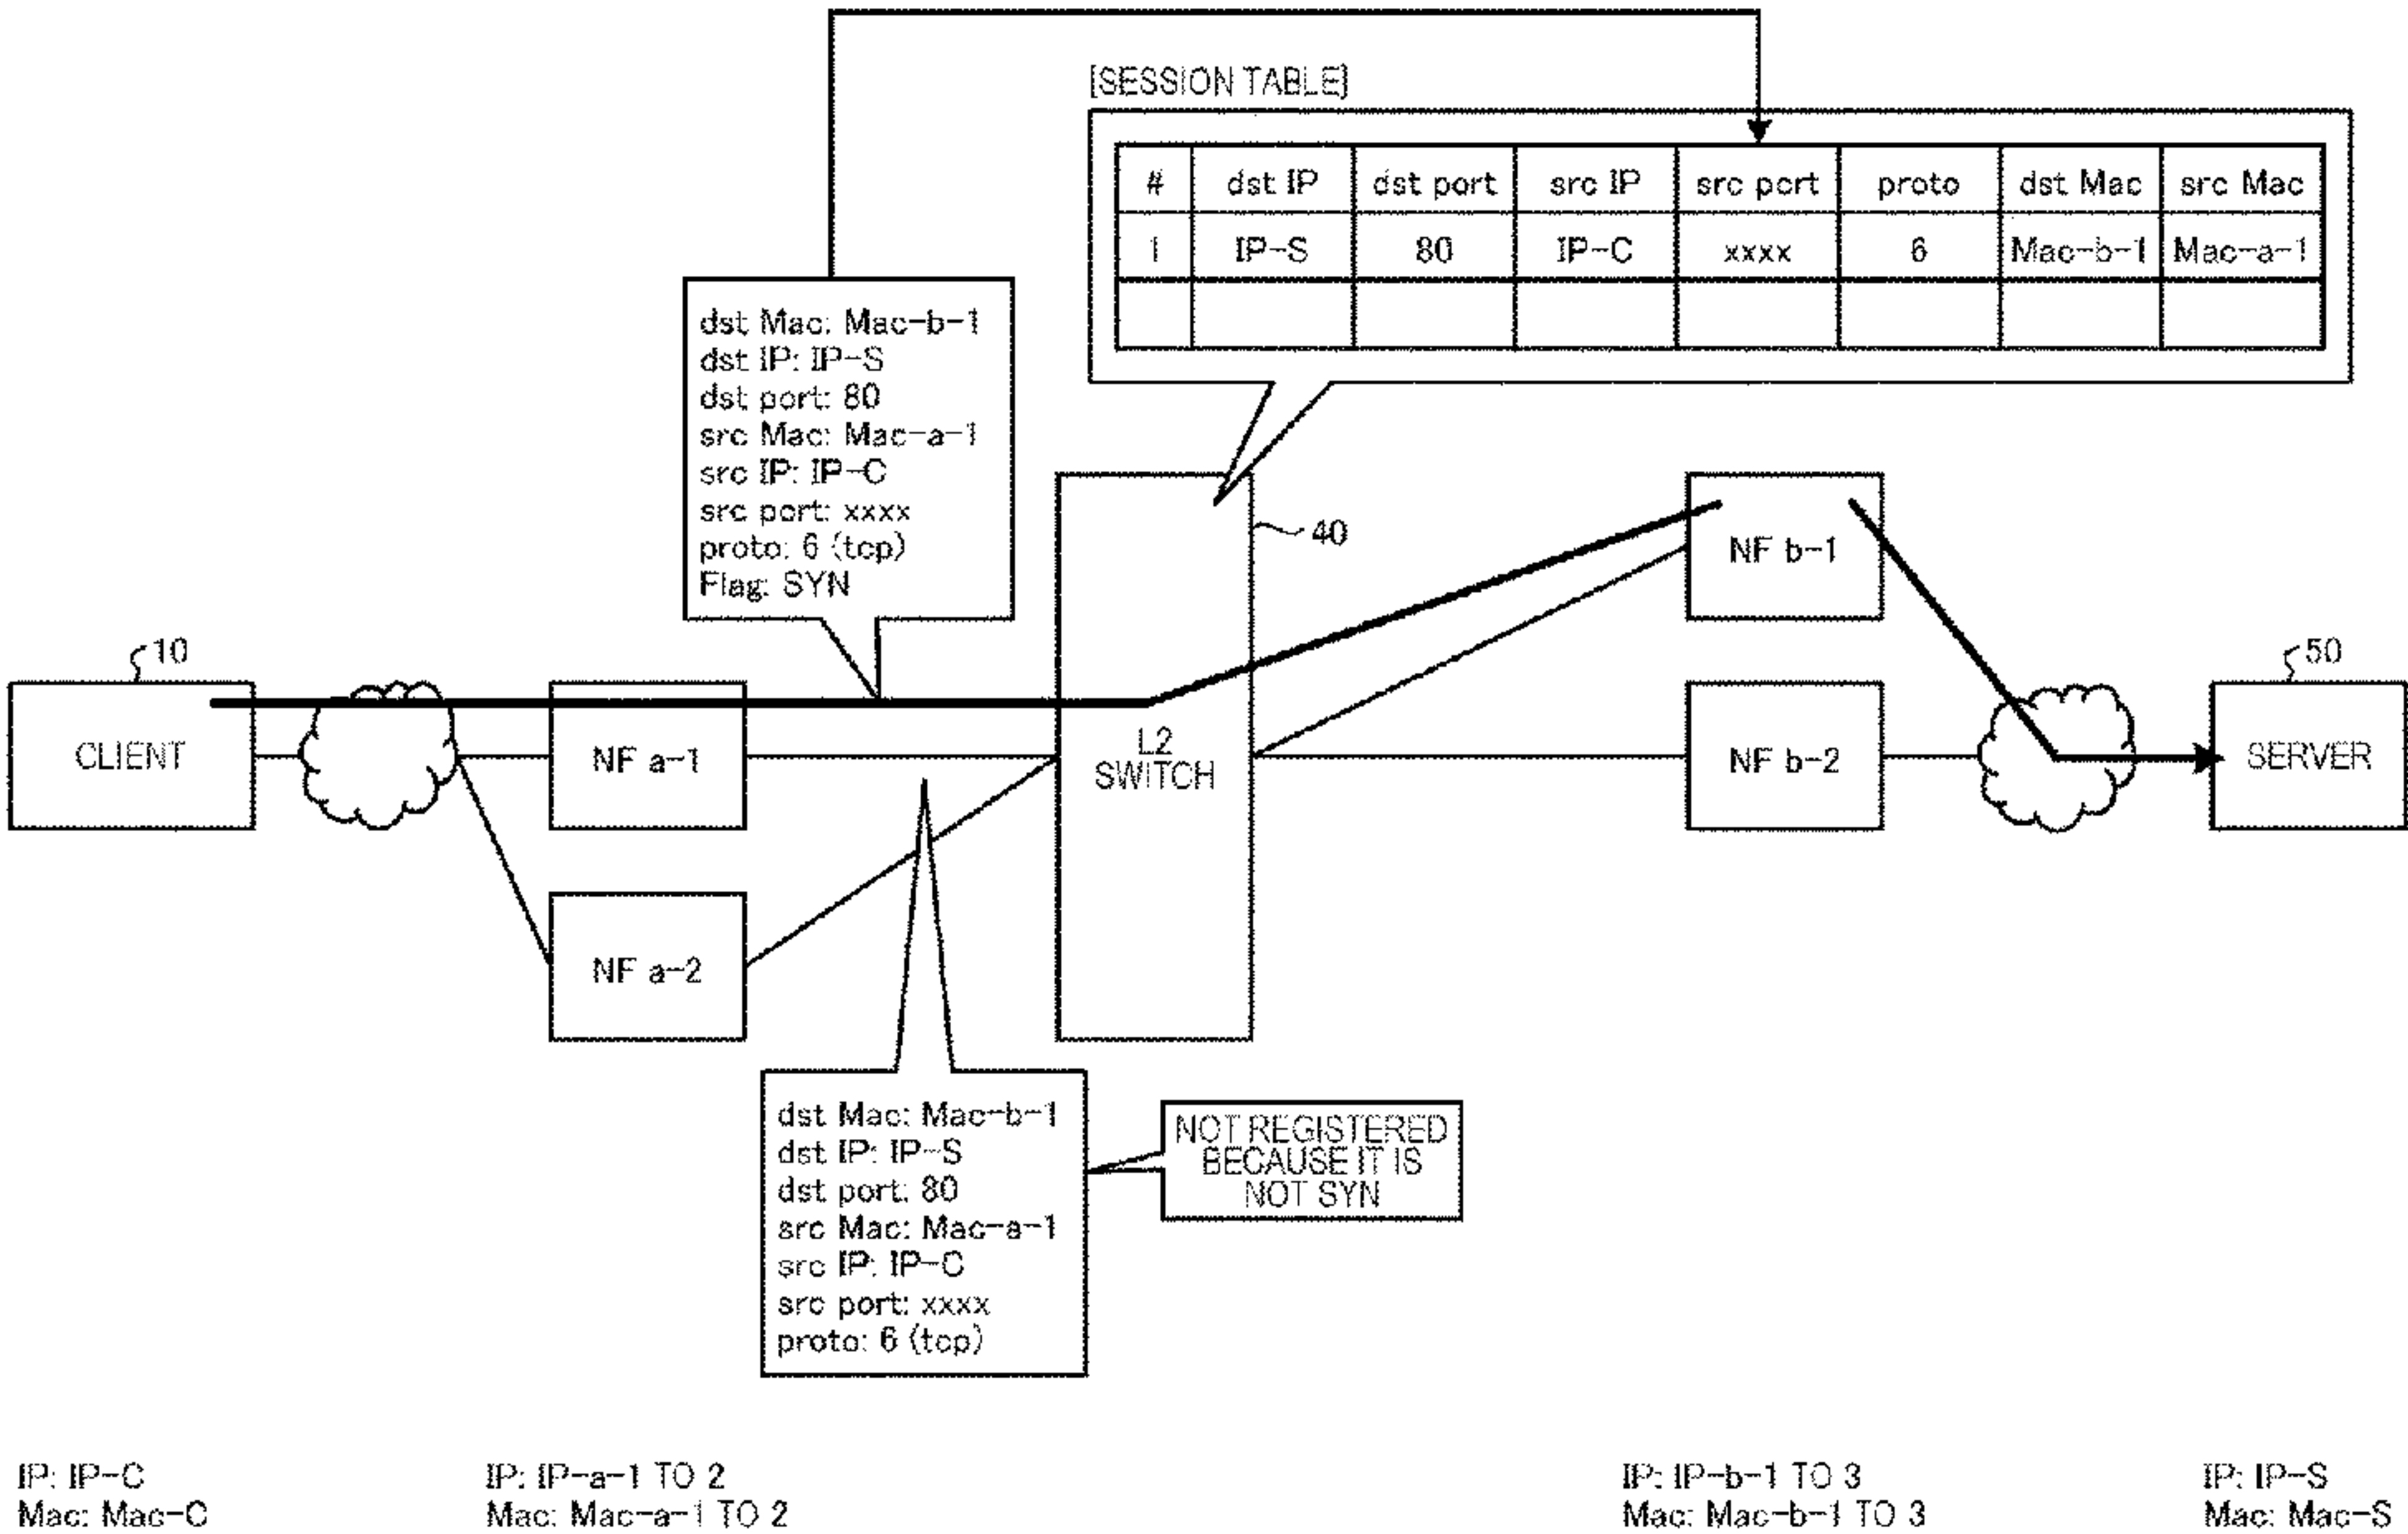 [SESSION TABLE]
# dst IP dst port src IP src port proto dst Mac src Mac
1 IP-S 80 IP-C xxxx 6 Mac-b-1 Mac-a-1
dst Mac: Mac-b-1
dst IP: IP-S
dst port: 80
src Mac: Mac-a-1
src IP: IP-C
src port: xxxx
proto: 6 (tcp)
Flag: SYN
40
10
50
CLIENT
NF a-1
NF a-2
L2
SWITCH
NF b-1
NF b-2
SERVER
dst Mac: Mac-b-1
dst IP: IP-S
dst port: 80
src Mac: Mac-a-1
src IP: IP-C
src port: xxxx
proto: 6 (tcp)
NOT REGISTERED
BECAUSE IT IS
NOT SYN
IP: IP-C
Mac: Mac-C
IP: IP-a-1 TO 2
Mac: Mac-a-1 TO 2
IP: IP-b-1 TO 3
Mac: Mac-b-1 TO 3
IP: IP-S
Mac: Mac-S